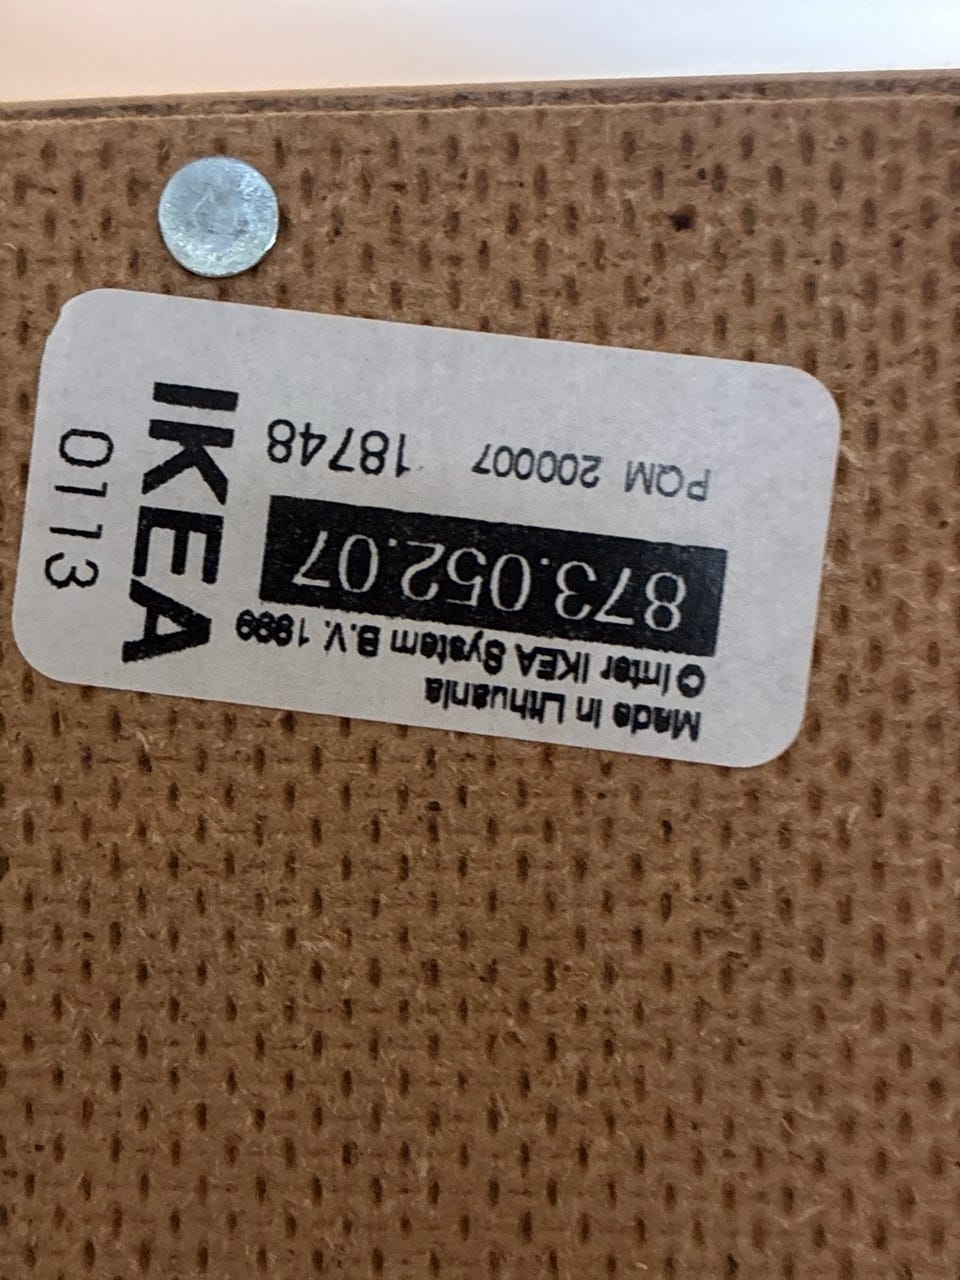 Made in Lithuania
© Inter IKEA System B.V. 1999
873.052.07
PQM 200007 18748
IKEA
0113